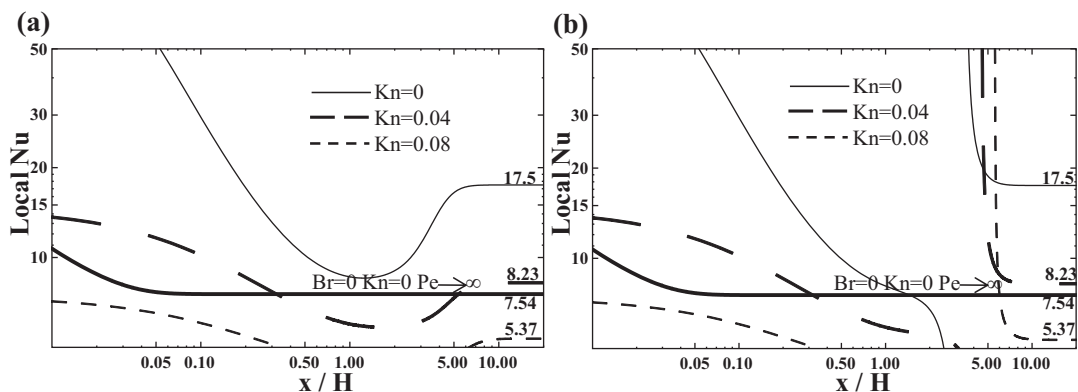 (a)
50
30
20
15
10
Local Nu
Kn=0
Kn=0.04
Kn=0.08
17.5
Br=0 Kn=0 Pe→∞
8.23
7.54
5.37
0.05 0.10 0.50 1.00 5.00 10.00
x / H
(b)
50
30
20
15
10
Local Nu
Kn=0
Kn=0.04
Kn=0.08
17.5
Br=0 Kn=0 Pe→∞
8.23
7.54
5.37
0.05 0.10 0.50 1.00 5.00 10.00
x / H